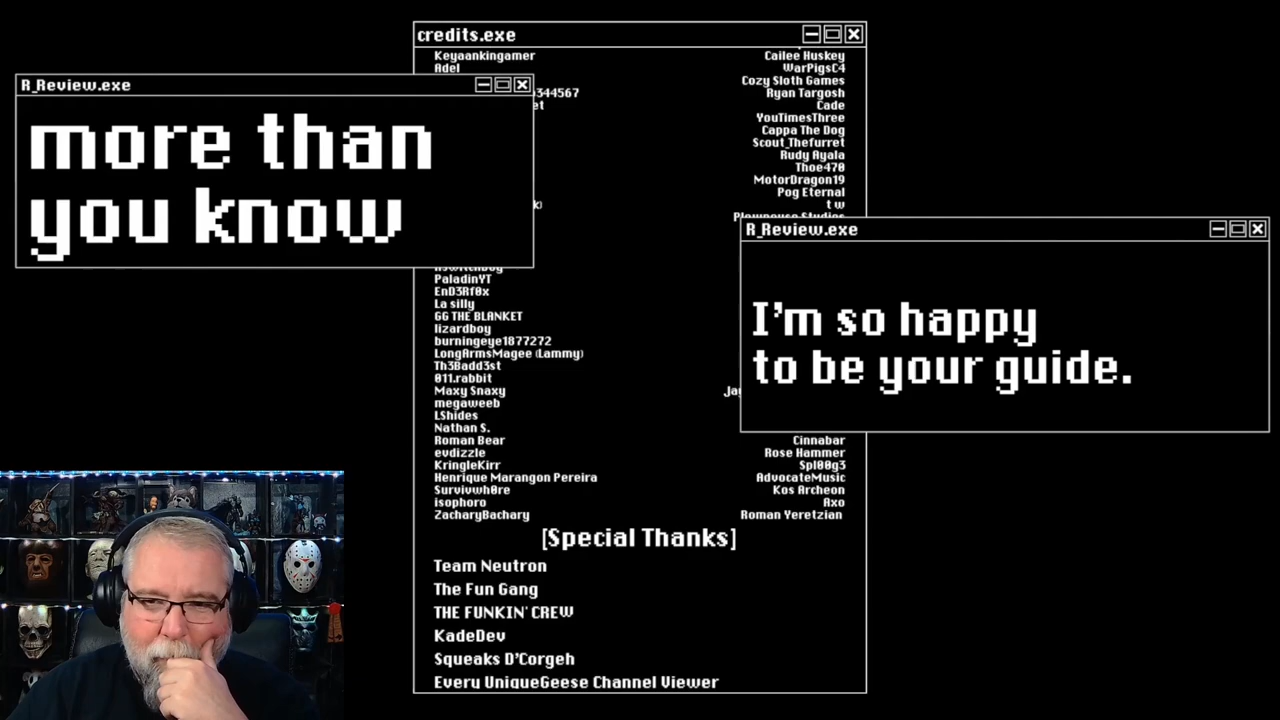 credits.exe
Keyaankingamer
Adel
344567
et
Cailee Huskey
WarPigsC4
Cozy Sloth Games
Ryan Targosh
Cade
YouTimesThree
Cappa The Dog
Scout_Thefurret
Rudy Ayala
Thoe470
MotorDragon19
Pog Eternal
t w
R_Review.exe
more than
you know
R_Review.exe
I'm so happy
to be your guide.
PaladinYT
EnD3Rf0x
La silly
GG THE BLANKET
lizardboy
burningeye1877272
LongArmsMagee (Lammy)
Th3Badd3st
011.rabbit
Maxy Snaxy
megaweeb
LShides
Nathan S.
Roman Bear
evdizzle
KringleKirr
Henrique Marangon Pereira
Survivwh0re
isophoro
ZacharyBachary
Jay
Cinnabar
Rose Hammer
Spl00g3
AdvocateMusic
Kos Archeon
Axo
Roman Yeretzian
[Special Thanks]
Team Neutron
The Fun Gang
THE FUNKIN' CREW
KadeDev
Squeaks D'Corgeh
Every UniqueGeese Channel Viewer